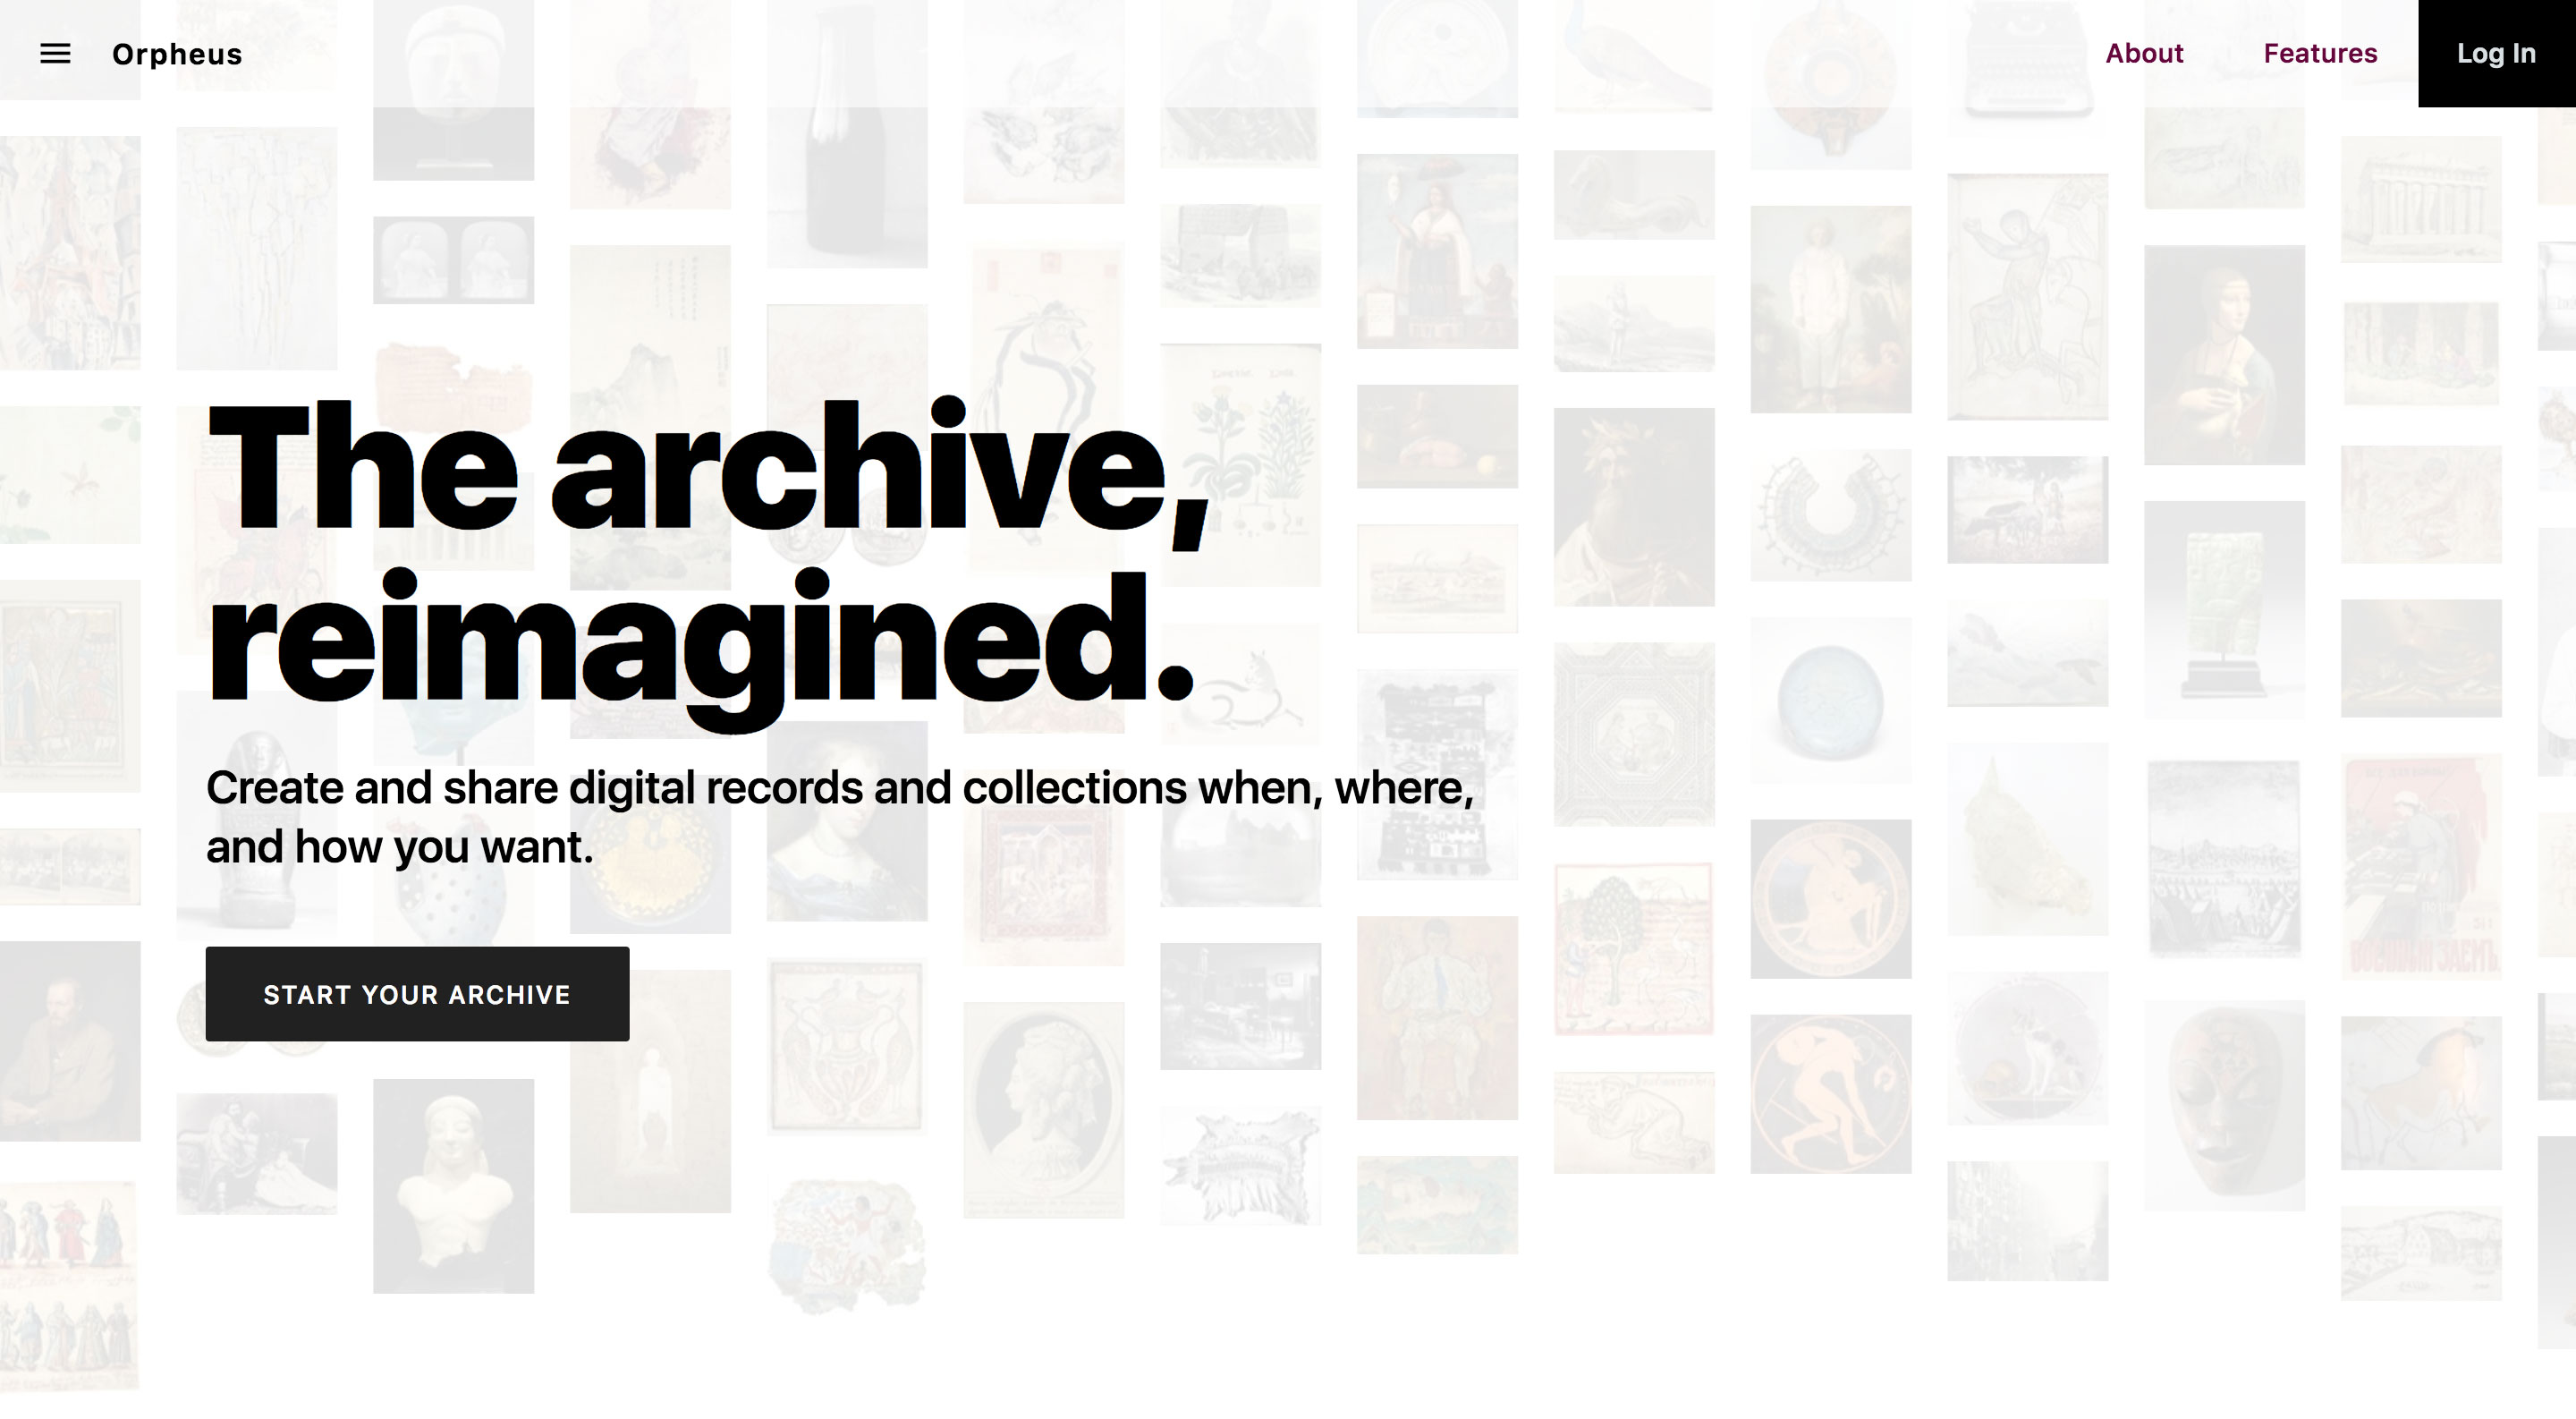 Orpheus
About
Features
Log In
The archive,
reimagined.
Create and share digital records and collections when, where,
and how you want.
START YOUR ARCHIVE